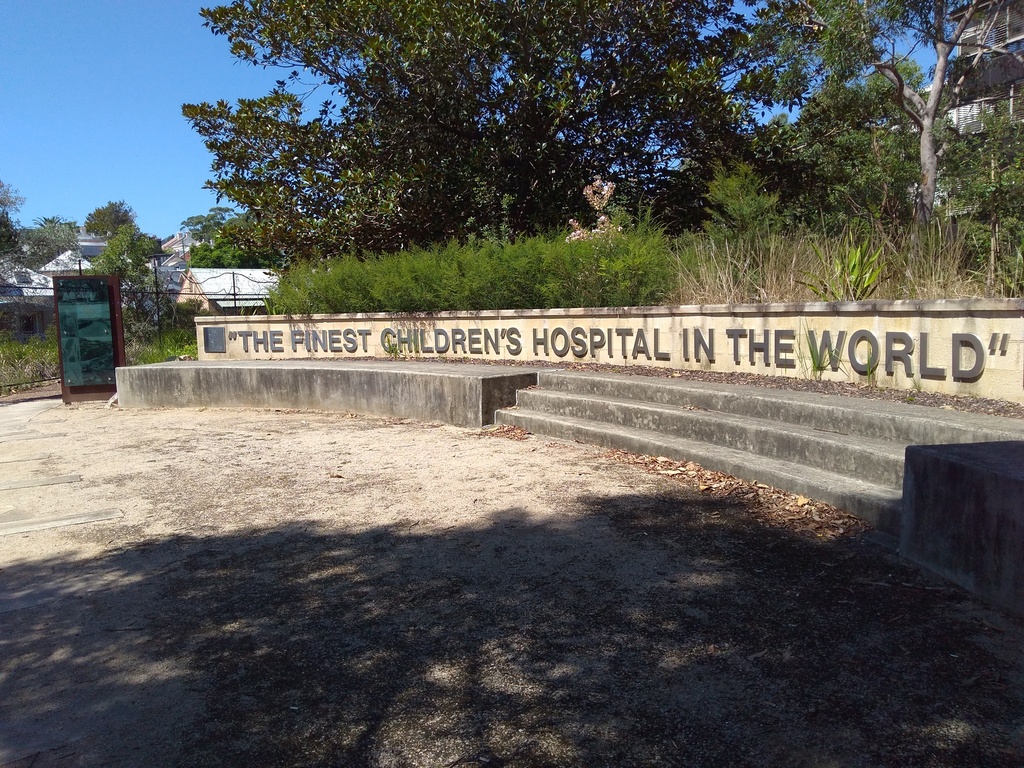 "THE FINEST CHILDREN'S HOSPITAL IN THE WORLD"